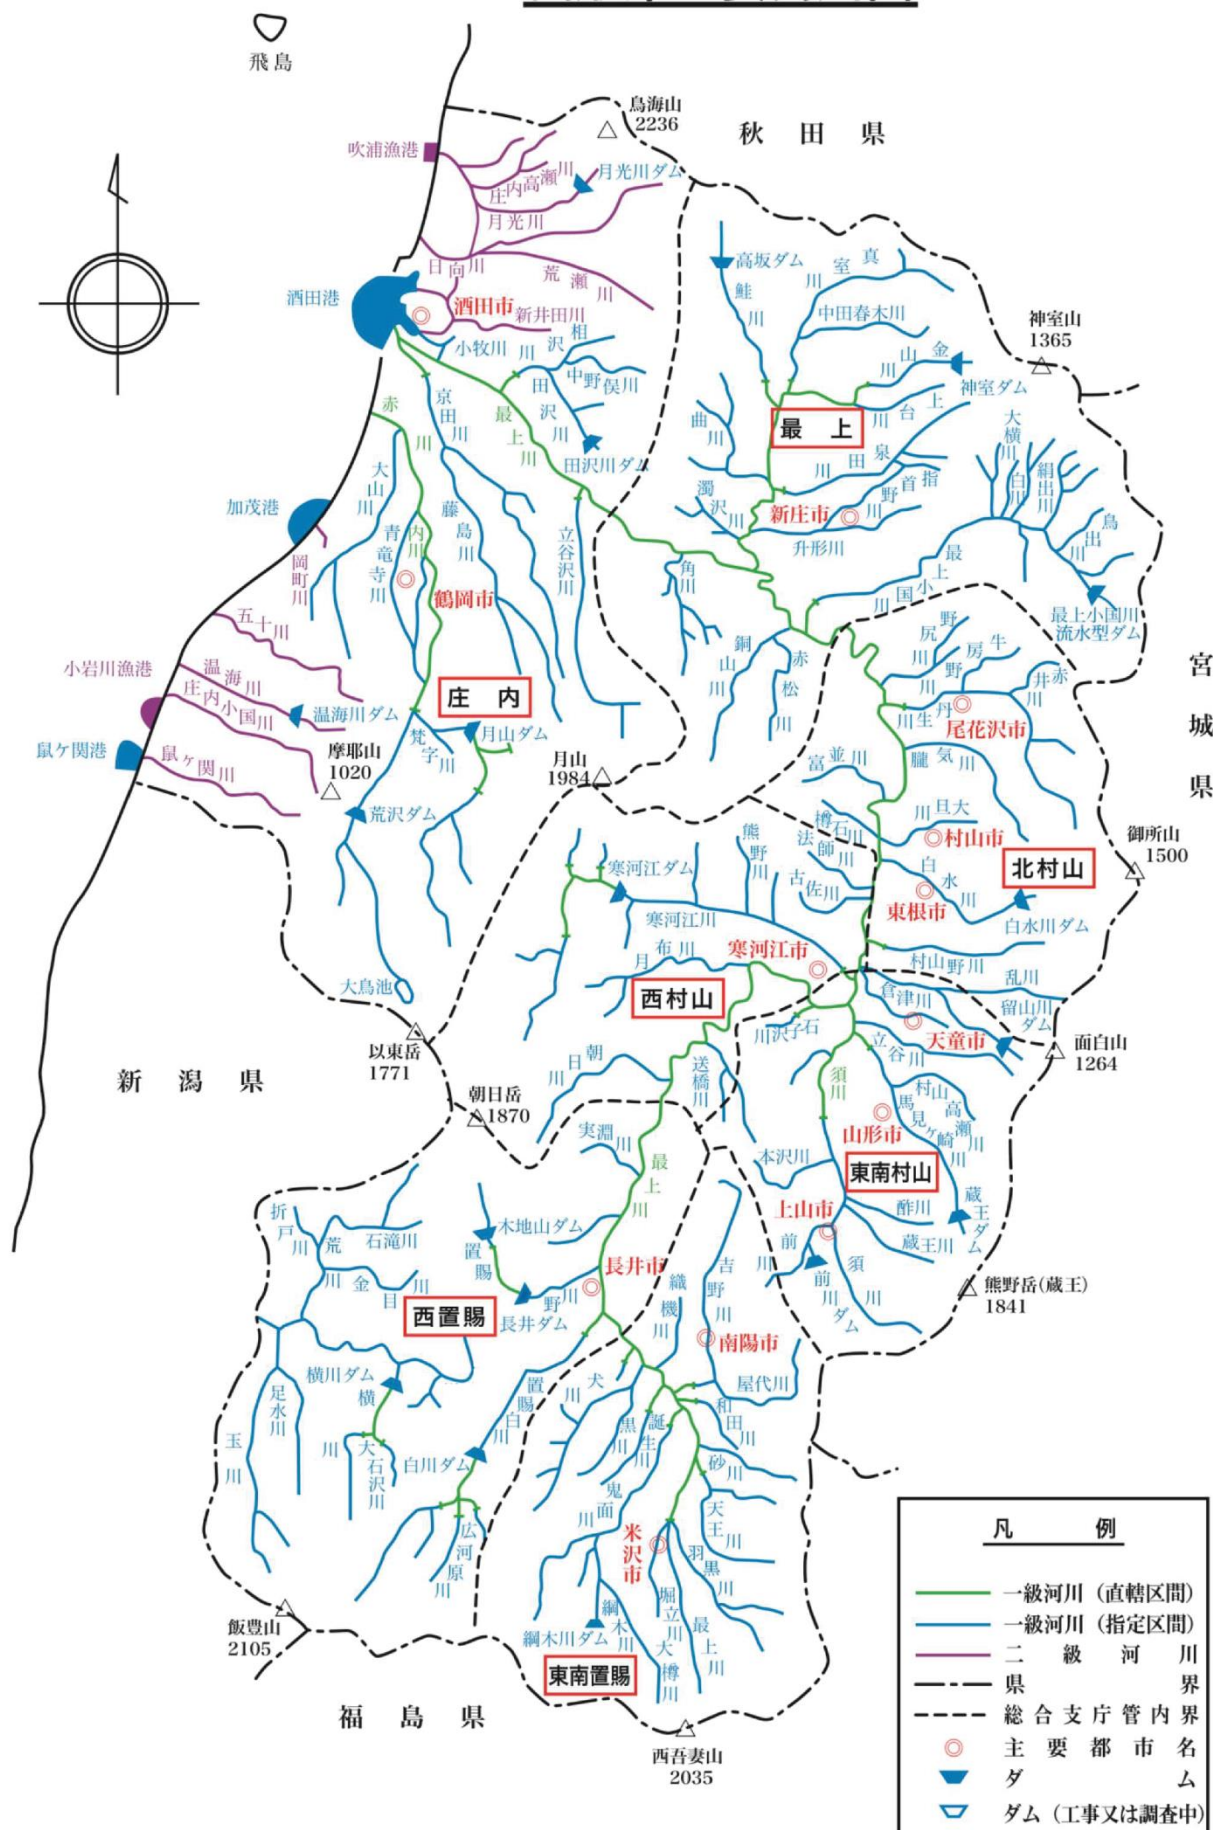 飛島
鳥海山
2236
秋田県
吹浦漁港
庄内高瀬川
月光川ダム
月光川
日向川
荒瀬川
酒田港
酒田市
新井田川
高坂ダム
鮭川
真室川
中田春木川
神室山
1365
小牧川
相沢川
中野俣川
田沢川
田沢川ダム
京田川
最上川
赤川
金山川
神室ダム
上台川
最上
曲川
泉田川
指首野川
新庄市
濁沢川
升形川
大横川
白川
絹出川
鳥出川
最上小国川
最上小国川
流水型ダム
大山川
加茂港
岡町川
青竜寺川
内川
藤島川
立谷沢川
鶴岡市
角川
銅山川
赤松川
五十川
小岩川漁港
温海川
庄内小国川
温海川ダム
鼠ケ関港
鼠ヶ関川
庄内
摩耶山
1020
梵字川
月山ダム
月山
1984
荒沢ダム
大鳥池
野尻川
野川
牛房野川
赤井川
丹生川
尾花沢市
朧気川
富並川
大旦川
村山市
樽石川
法師川
古佐川
白水川
東根市
北村山
白水川ダム
御所山
1500
宮城県
熊野川
寒河江ダム
寒河江川
寒河江市
月布川
西村山
村山野川
乱川
倉津川
留山川
ダム
天童市
立谷川
面白山
1264
石子沢川
須川
送橋川
朝日川
以東岳
1771
新潟県
朝日岳
1870
実淵川
最上川
村山高瀬川
馬見ヶ崎川
山形市
東南村山
本沢川
上山市
酢川
蔵王ダム
蔵王川
前川
前川ダム
須川
熊野岳(蔵王)
1841
折戸川
荒川
石滝川
金目川
木地山ダム
置賜野川
長井市
長井ダム
西置賜
吉野川
織機川
南陽市
横川ダム
横川
足水川
玉川
大石沢川
置賜白川
白川ダム
広河原川
犬川
黒川
誕生川
鬼面川
屋代川
和田川
砂川
天王川
羽黒川
米沢市
堀立川
最上川
綱木川
綱木川ダム
大樽川
東南置賜
飯豊山
2105
福島県
西吾妻山
2035
凡例
一級河川(直轄区間)
一級河川(指定区間)
二級河川
県界
総合支庁管内界
主要都市名
ダム
ダム(工事又は調査中)